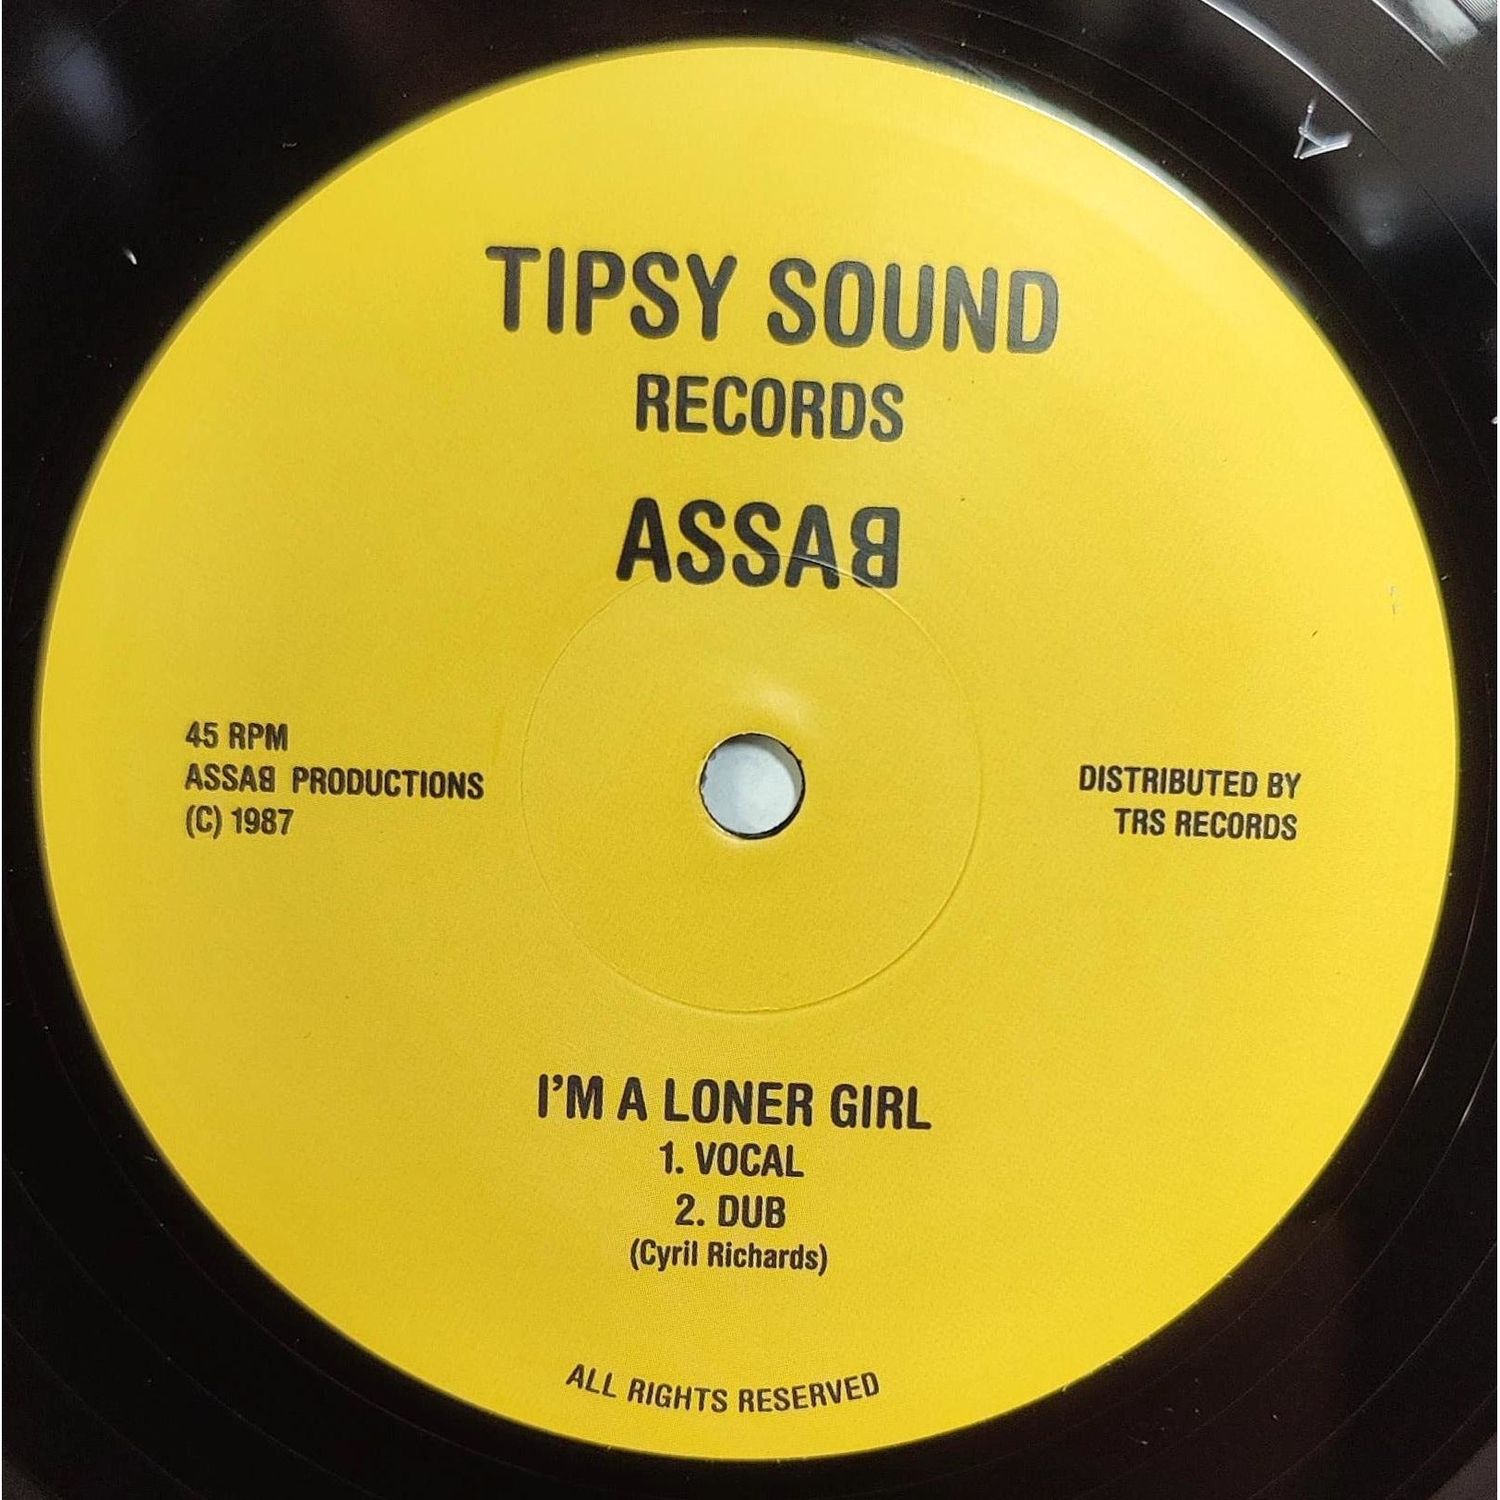 A
TIPSY SOUND
RECORDS
ASSAB
45 RPM
ASSAB PRODUCTIONS
(C) 1987
DISTRIBUTED BY
TRS RECORDS
I'M A LONER GIRL
1. VOCAL
2. DUB
(Cyril Richards)
ALL RIGHTS RESERVED